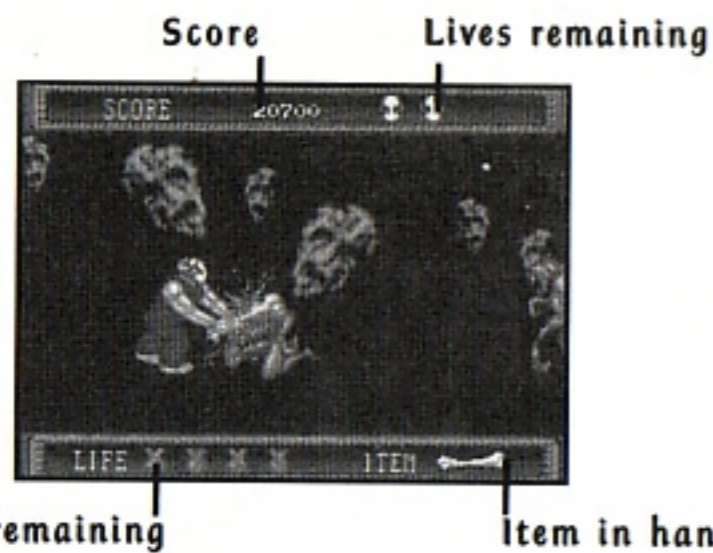 Score Lives remaining
SCORE 20700 1
LIFE ITEM
remaining Item in han